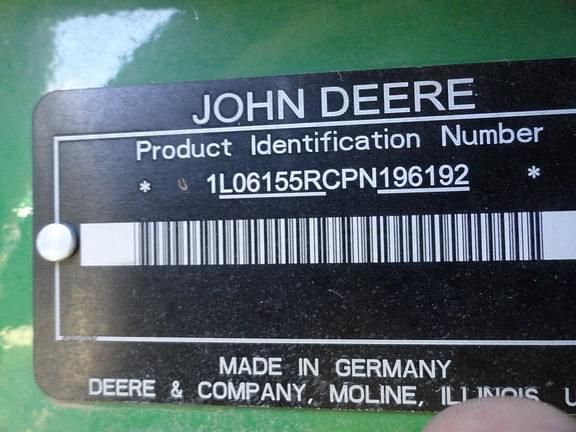 JOHN DEERE
Product Identification Number
* 1L06155RCPN196192 *
MADE IN GERMANY
DEERE & COMPANY, MOLINE, ILLINOIS